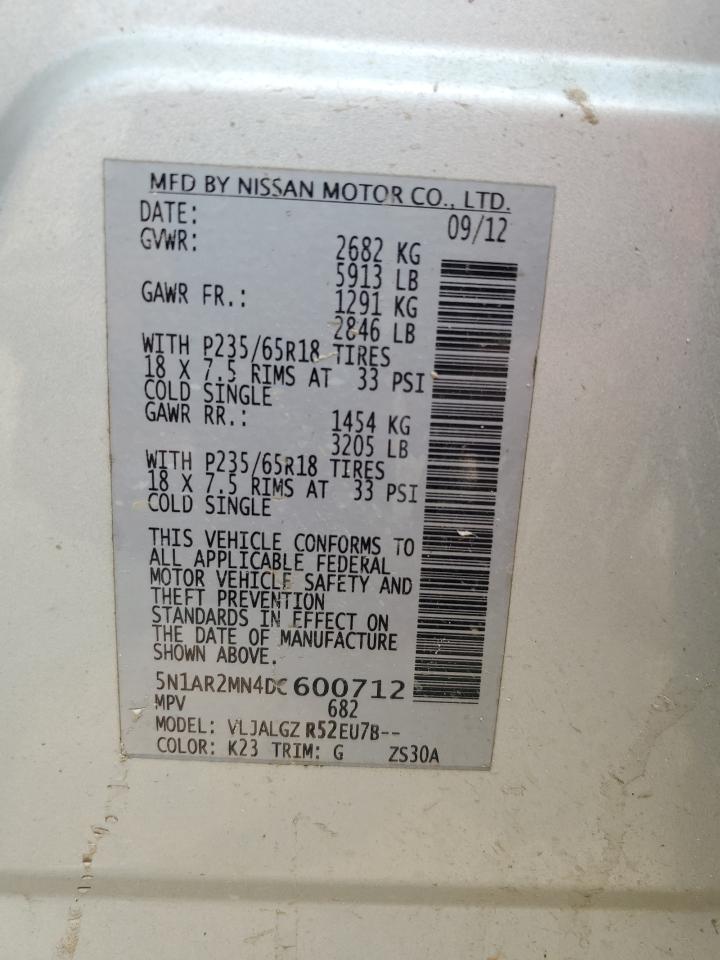 MFD BY NISSAN MOTOR CO., LTD.
DATE: 09/12
GVWR: 2682 KG
5913 LB
GAWR FR.: 1291 KG
2846 LB
WITH P235/65R18 TIRES
18 X 7.5 RIMS AT 33 PSI
COLD SINGLE
GAWR RR.: 1454 KG
3205 LB
WITH P235/65R18 TIRES
18 X 7.5 RIMS AT 33 PSI
COLD SINGLE
THIS VEHICLE CONFORMS TO
ALL APPLICABLE FEDERAL
MOTOR VEHICLE SAFETY AND
THEFT PREVENTION
STANDARDS IN EFFECT ON
THE DATE OF MANUFACTURE
SHOWN ABOVE.
5N1AR2MN4DC600712
MPV 682
MODEL: VLJALGZ R52EU7B--
COLOR: K23 TRIM: G ZS30A